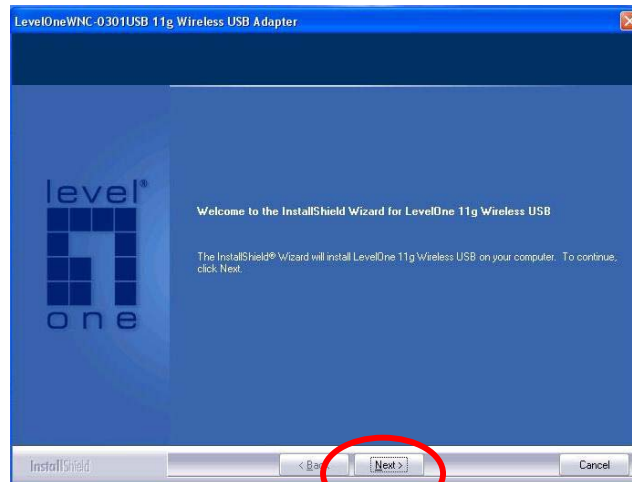 LevelOneWNC-0301USB 11g Wireless USB Adapter
level®
one
Welcome to the InstallShield Wizard for LevelOne 11g Wireless USB
The InstallShield® Wizard will install LevelOne 11g Wireless USB on your computer. To continue,
click Next.
InstallShield
< Back Next > Cancel